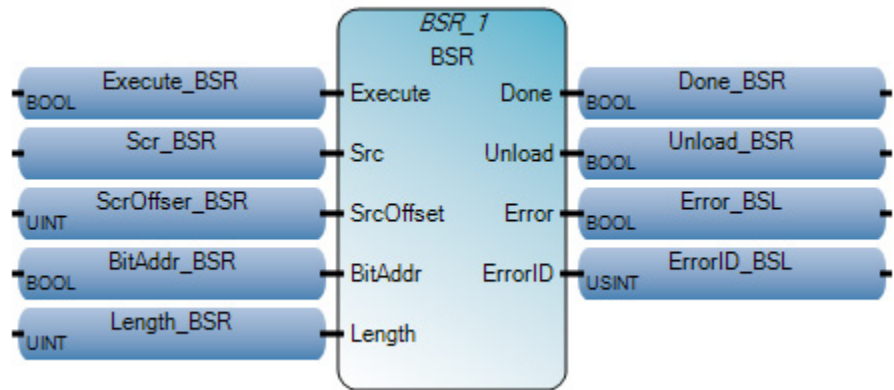 BSR_1
BSR
Execute_BSR
BOOL
Execute
Done
Done_BSR
BOOL
Scr_BSR
Src
Unload
Unload_BSR
BOOL
ScrOffser_BSR
UINT
SrcOffset
Error
Error_BSL
BOOL
BitAddr_BSR
BOOL
BitAddr
ErrorID
ErrorID_BSL
USINT
Length_BSR
UINT
Length